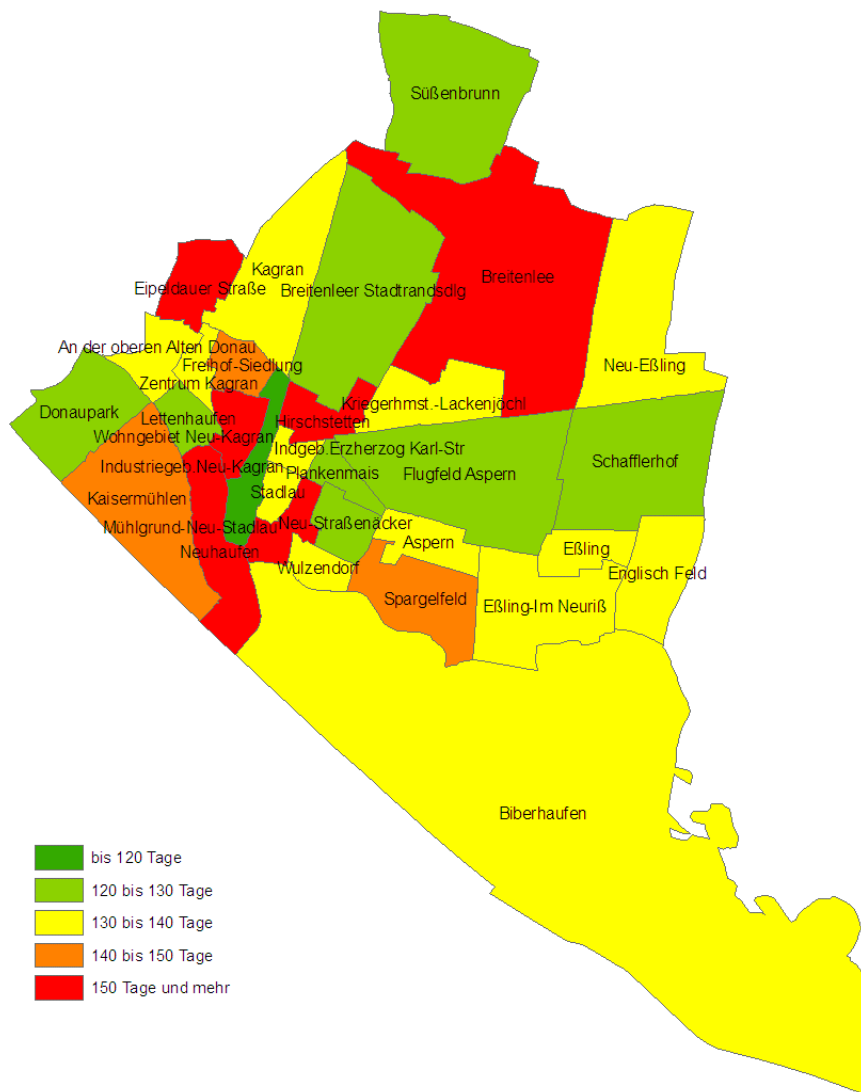 Süßenbrunn
Breitenlee
Kagran
Eipeldauer Straße
Breitenleer Stadtrandsdlg
An der oberen Alten Donau
Freihof-Siedlung
Neu-Eßling
Zentrum Kagran
Kriegerhmst.-Lackenjöchl
Donaupark
Lettenhaufen
Hirschstetten
Wohngebiet Neu-Kagran
Indgeb.Erzherzog Karl-Str
Schafflerhof
Industriegeb.Neu-Kagran
Plankenmais
Flugfeld Aspern
Stadlau
Kaisermühlen
Mühlgrund-Neu-Stadlau
Neu-Straßenäcker
Aspern
Eßling
Neuhaufen
Wulzendorf
Englisch Feld
Spargelfeld
Eßling-Im Neuriß
Biberhaufen
bis 120 Tage
120 bis 130 Tage
130 bis 140 Tage
140 bis 150 Tage
150 Tage und mehr